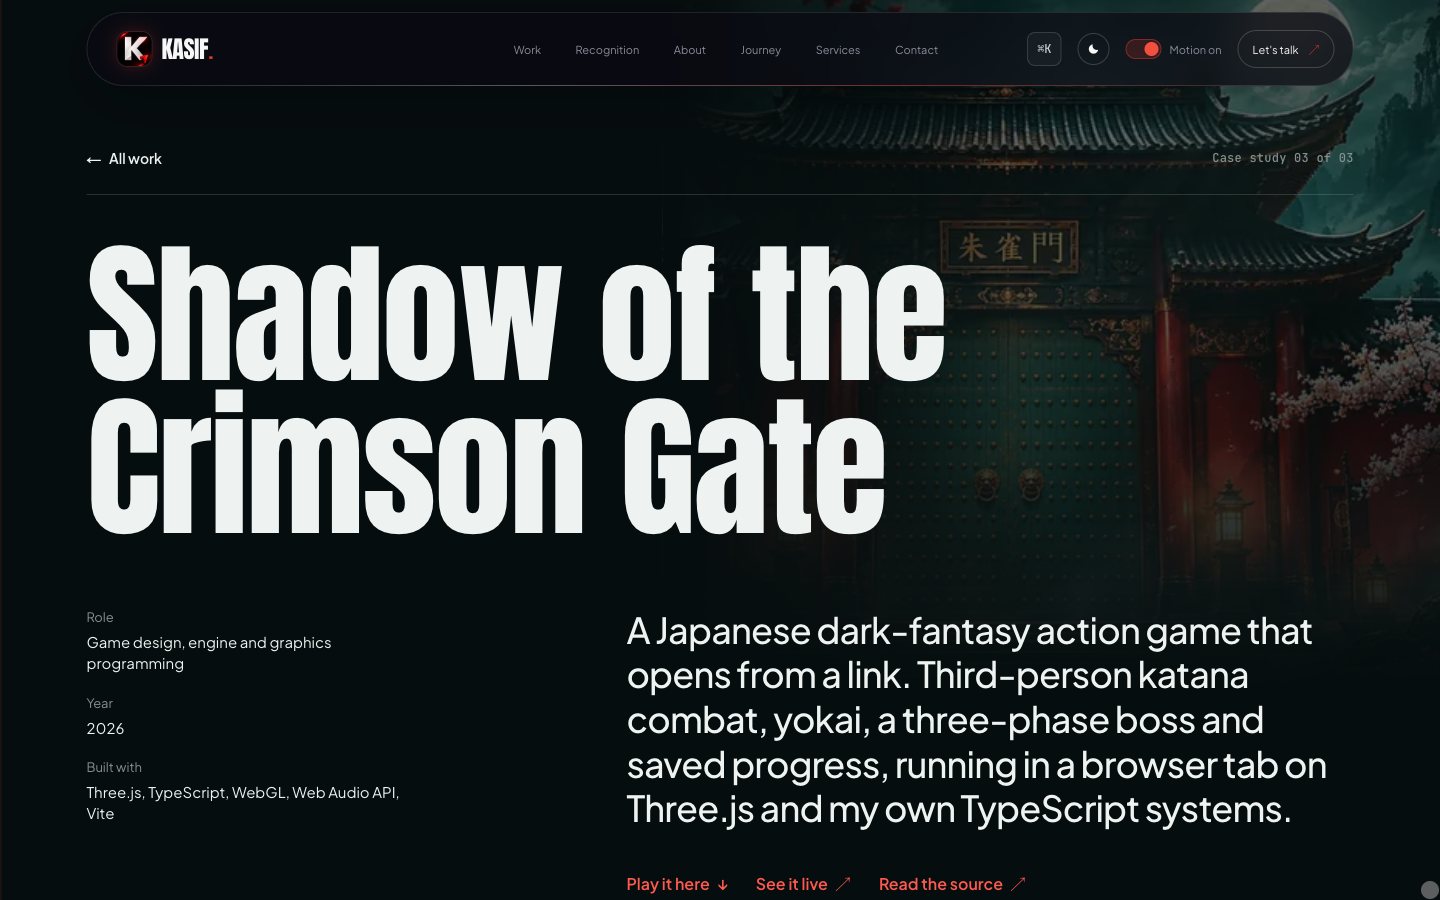 KASIF.
Work
Recognition
About
Journey
Services
Contact
⌘K
Motion on
Let's talk ↗
← All work
Case study 03 of 03
朱雀門
Shadow of the
Crimson Gate
Role
Game design, engine and graphics
programming
Year
2026
Built with
Three.js, TypeScript, WebGL, Web Audio API,
Vite
A Japanese dark-fantasy action game that
opens from a link. Third-person katana
combat, yokai, a three-phase boss and
saved progress, running in a browser tab on
Three.js and my own TypeScript systems.
Play it here ↓
See it live ↗
Read the source ↗